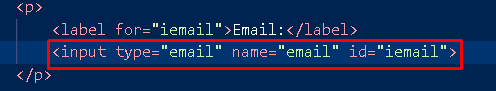 <p>
<label for="iemail">Email:</label>
<input type="email" name="email" id="iemail">
</p>